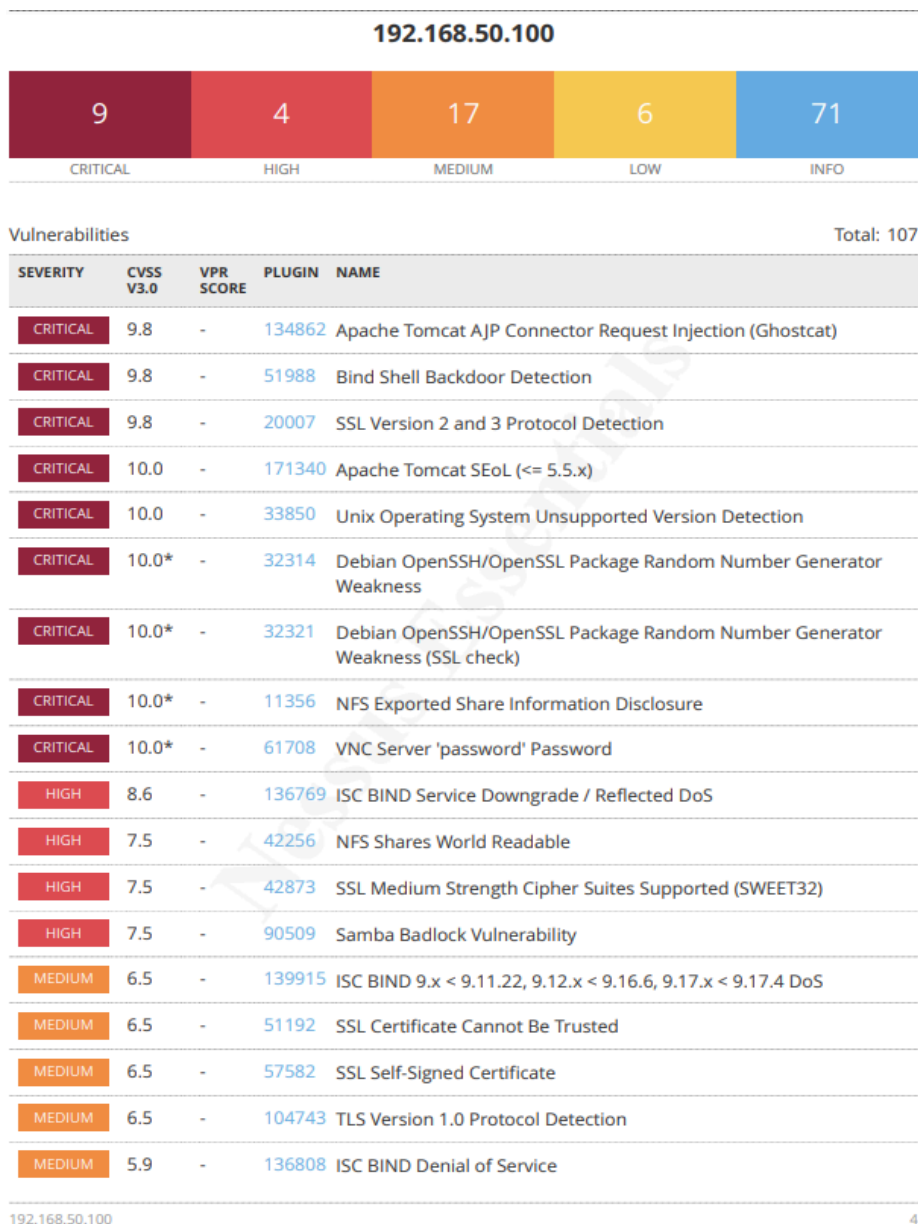 192.168.50.100
9 4 17 6 71
CRITICAL HIGH MEDIUM LOW INFO
Vulnerabilities Total: 107
SEVERITY CVSS V3.0 VPR SCORE PLUGIN NAME
CRITICAL 9.8 - 134862 Apache Tomcat AJP Connector Request Injection (Ghostcat)
CRITICAL 9.8 - 51988 Bind Shell Backdoor Detection
CRITICAL 9.8 - 20007 SSL Version 2 and 3 Protocol Detection
CRITICAL 10.0 - 171340 Apache Tomcat SEoL (<= 5.5.x)
CRITICAL 10.0 - 33850 Unix Operating System Unsupported Version Detection
CRITICAL 10.0* - 32314 Debian OpenSSH/OpenSSL Package Random Number Generator
Weakness
CRITICAL 10.0* - 32321 Debian OpenSSH/OpenSSL Package Random Number Generator
Weakness (SSL check)
CRITICAL 10.0* - 11356 NFS Exported Share Information Disclosure
CRITICAL 10.0* - 61708 VNC Server 'password' Password
HIGH 8.6 - 136769 ISC BIND Service Downgrade / Reflected DoS
HIGH 7.5 - 42256 NFS Shares World Readable
HIGH 7.5 - 42873 SSL Medium Strength Cipher Suites Supported (SWEET32)
HIGH 7.5 - 90509 Samba Badlock Vulnerability
MEDIUM 6.5 - 139915 ISC BIND 9.x < 9.11.22, 9.12.x < 9.16.6, 9.17.x < 9.17.4 DoS
MEDIUM 6.5 - 51192 SSL Certificate Cannot Be Trusted
MEDIUM 6.5 - 57582 SSL Self-Signed Certificate
MEDIUM 6.5 - 104743 TLS Version 1.0 Protocol Detection
MEDIUM 5.9 - 136808 ISC BIND Denial of Service
Nessus Essentials
192.168.50.100 4